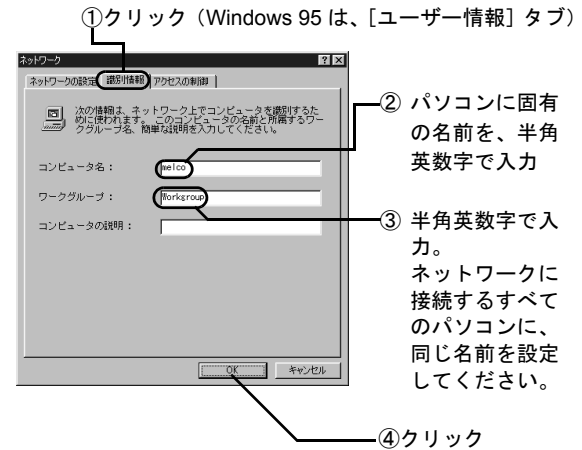 ①クリック（Windows 95 は、[ユーザー情報] タブ）
ネットワーク
ネットワークの設定 識別情報 アクセスの制御
次の情報は、ネットワーク上でコンピュータを識別するた
めに使われます。このコンピュータの名前と所属するワー
クグループ名、簡単な説明を入力してください。
コンピュータ名：
melco
ワークグループ：
Workgroup
コンピュータの説明：
OK
キャンセル
② パソコンに固有
の名前を、半角
英数字で入力
③ 半角英数字で入
力。
ネットワークに
接続するすべて
のパソコンに、
同じ名前を設定
してください。
④クリック